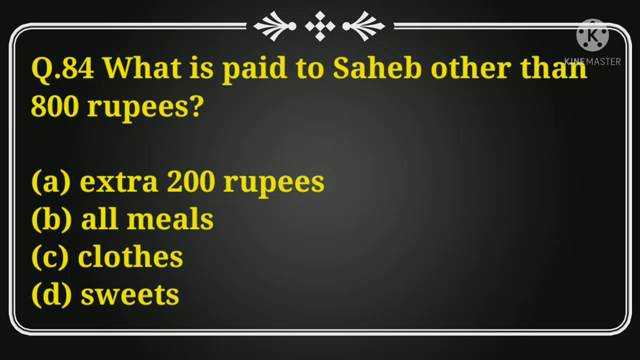 Q.84 What is paid to Saheb other than
800 rupees?
(a) extra 200 rupees
(b) all meals
(c) clothes
(d) sweets
K
KINEMASTER